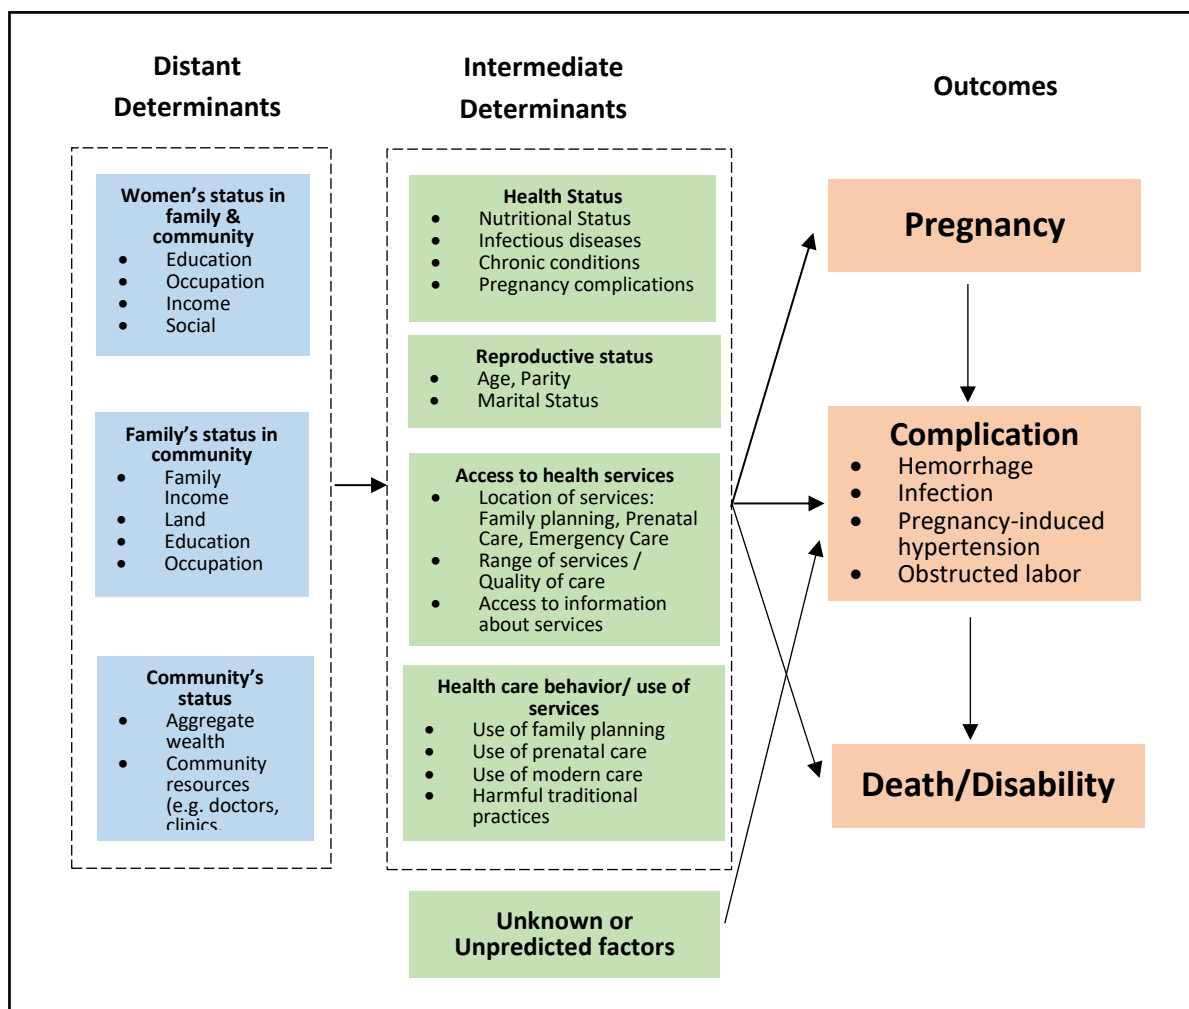 Distant
Determinants
Women’s status in
family &
community
• Education
• Occupation
• Income
• Social
Family’s status in
community
• Family
Income
• Land
• Education
• Occupation
Community’s
status
• Aggregate
wealth
• Community
resources
(e.g. doctors,
clinics.
Intermediate
Determinants
Health Status
• Nutritional Status
• Infectious diseases
• Chronic conditions
• Pregnancy complications
Reproductive status
• Age, Parity
• Marital Status
Access to health services
• Location of services:
Family planning, Prenatal
Care, Emergency Care
• Range of services /
Quality of care
• Access to information
about services
Health care behavior/ use of
services
• Use of family planning
• Use of prenatal care
• Use of modern care
• Harmful traditional
practices
Unknown or
Unpredicted factors
Outcomes
Pregnancy
Complication
• Hemorrhage
• Infection
• Pregnancy-induced
hypertension
• Obstructed labor
Death/Disability